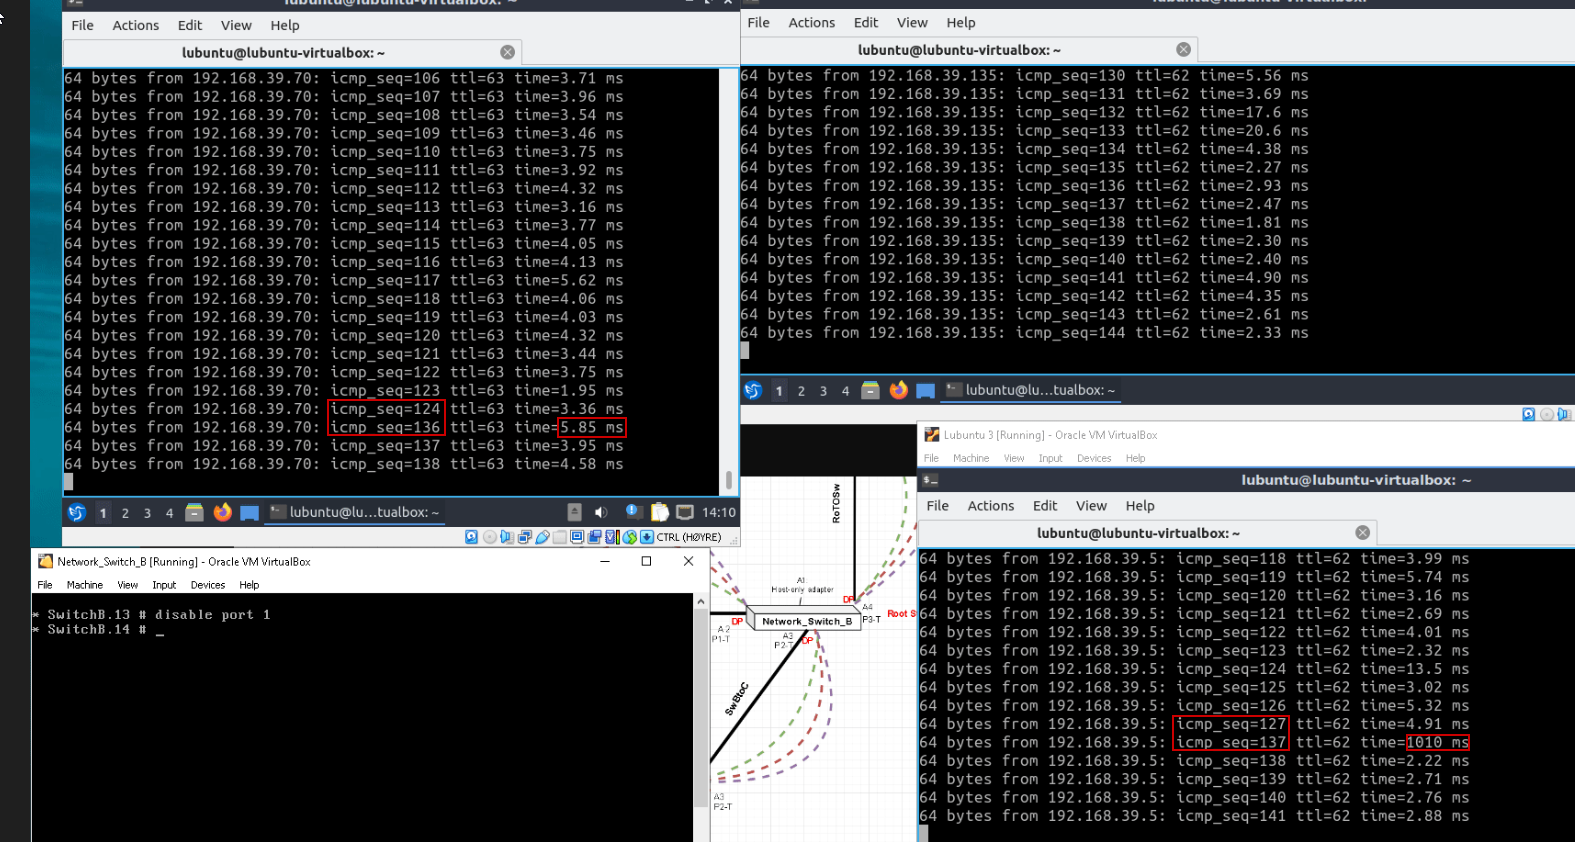 lubuntu@lubuntu-virtualbox: ~
File Actions Edit View Help
lubuntu@lubuntu-virtualbox: ~
64 bytes from 192.168.39.70: icmp_seq=106 ttl=63 time=3.71 ms
64 bytes from 192.168.39.70: icmp_seq=107 ttl=63 time=3.96 ms
64 bytes from 192.168.39.70: icmp_seq=108 ttl=63 time=3.54 ms
64 bytes from 192.168.39.70: icmp_seq=109 ttl=63 time=3.46 ms
64 bytes from 192.168.39.70: icmp_seq=110 ttl=63 time=3.75 ms
64 bytes from 192.168.39.70: icmp_seq=111 ttl=63 time=3.92 ms
64 bytes from 192.168.39.70: icmp_seq=112 ttl=63 time=4.32 ms
64 bytes from 192.168.39.70: icmp_seq=113 ttl=63 time=3.16 ms
64 bytes from 192.168.39.70: icmp_seq=114 ttl=63 time=3.77 ms
64 bytes from 192.168.39.70: icmp_seq=115 ttl=63 time=4.05 ms
64 bytes from 192.168.39.70: icmp_seq=116 ttl=63 time=4.13 ms
64 bytes from 192.168.39.70: icmp_seq=117 ttl=63 time=5.62 ms
64 bytes from 192.168.39.70: icmp_seq=118 ttl=63 time=4.06 ms
64 bytes from 192.168.39.70: icmp_seq=119 ttl=63 time=4.03 ms
64 bytes from 192.168.39.70: icmp_seq=120 ttl=63 time=4.32 ms
64 bytes from 192.168.39.70: icmp_seq=121 ttl=63 time=3.44 ms
64 bytes from 192.168.39.70: icmp_seq=122 ttl=63 time=3.75 ms
64 bytes from 192.168.39.70: icmp_seq=123 ttl=63 time=1.95 ms
64 bytes from 192.168.39.70: icmp_seq=124 ttl=63 time=3.36 ms
64 bytes from 192.168.39.70: icmp_seq=136 ttl=63 time=5.85 ms
64 bytes from 192.168.39.70: icmp_seq=137 ttl=63 time=3.95 ms
64 bytes from 192.168.39.70: icmp_seq=138 ttl=63 time=4.58 ms
1 2 3 4 lubuntu@lu...tualbox: ~ 14:10
CTRL (HØYRE)
lubuntu@lubuntu-virtualbox:
File Actions Edit View Help
lubuntu@lubuntu-virtualbox: ~
64 bytes from 192.168.39.135: icmp_seq=130 ttl=62 time=5.56 ms
64 bytes from 192.168.39.135: icmp_seq=131 ttl=62 time=3.69 ms
64 bytes from 192.168.39.135: icmp_seq=132 ttl=62 time=17.6 ms
64 bytes from 192.168.39.135: icmp_seq=133 ttl=62 time=20.6 ms
64 bytes from 192.168.39.135: icmp_seq=134 ttl=62 time=4.38 ms
64 bytes from 192.168.39.135: icmp_seq=135 ttl=62 time=2.27 ms
64 bytes from 192.168.39.135: icmp_seq=136 ttl=62 time=2.93 ms
64 bytes from 192.168.39.135: icmp_seq=137 ttl=62 time=2.47 ms
64 bytes from 192.168.39.135: icmp_seq=138 ttl=62 time=1.81 ms
64 bytes from 192.168.39.135: icmp_seq=139 ttl=62 time=2.30 ms
64 bytes from 192.168.39.135: icmp_seq=140 ttl=62 time=2.40 ms
64 bytes from 192.168.39.135: icmp_seq=141 ttl=62 time=4.90 ms
64 bytes from 192.168.39.135: icmp_seq=142 ttl=62 time=4.35 ms
64 bytes from 192.168.39.135: icmp_seq=143 ttl=62 time=2.61 ms
64 bytes from 192.168.39.135: icmp_seq=144 ttl=62 time=2.33 ms
1 2 3 4 lubuntu@lu...tualbox: ~
Network_Switch_B [Running] - Oracle VM VirtualBox
File Machine View Input Devices Help
* SwitchB.13 # disable port 1
* SwitchB.14 # _
RoTOSw
A1
Host-only adapter
DP
A4
P3-T
Root S
DP
A2
P1-T
Network_Switch_B
A3
P2-T
DP
SwBtoC
A3
P2-T
Lubuntu 3 [Running] - Oracle VM VirtualBox
File Machine View Input Devices Help
lubuntu@lubuntu-virtualbox: ~
File Actions Edit View Help
lubuntu@lubuntu-virtualbox: ~
64 bytes from 192.168.39.5: icmp_seq=118 ttl=62 time=3.99 ms
64 bytes from 192.168.39.5: icmp_seq=119 ttl=62 time=5.74 ms
64 bytes from 192.168.39.5: icmp_seq=120 ttl=62 time=3.16 ms
64 bytes from 192.168.39.5: icmp_seq=121 ttl=62 time=2.69 ms
64 bytes from 192.168.39.5: icmp_seq=122 ttl=62 time=4.01 ms
64 bytes from 192.168.39.5: icmp_seq=123 ttl=62 time=2.32 ms
64 bytes from 192.168.39.5: icmp_seq=124 ttl=62 time=13.5 ms
64 bytes from 192.168.39.5: icmp_seq=125 ttl=62 time=3.02 ms
64 bytes from 192.168.39.5: icmp_seq=126 ttl=62 time=5.32 ms
64 bytes from 192.168.39.5: icmp_seq=127 ttl=62 time=4.91 ms
64 bytes from 192.168.39.5: icmp_seq=137 ttl=62 time=1010 ms
64 bytes from 192.168.39.5: icmp_seq=138 ttl=62 time=2.22 ms
64 bytes from 192.168.39.5: icmp_seq=139 ttl=62 time=2.71 ms
64 bytes from 192.168.39.5: icmp_seq=140 ttl=62 time=2.76 ms
64 bytes from 192.168.39.5: icmp_seq=141 ttl=62 time=2.88 ms